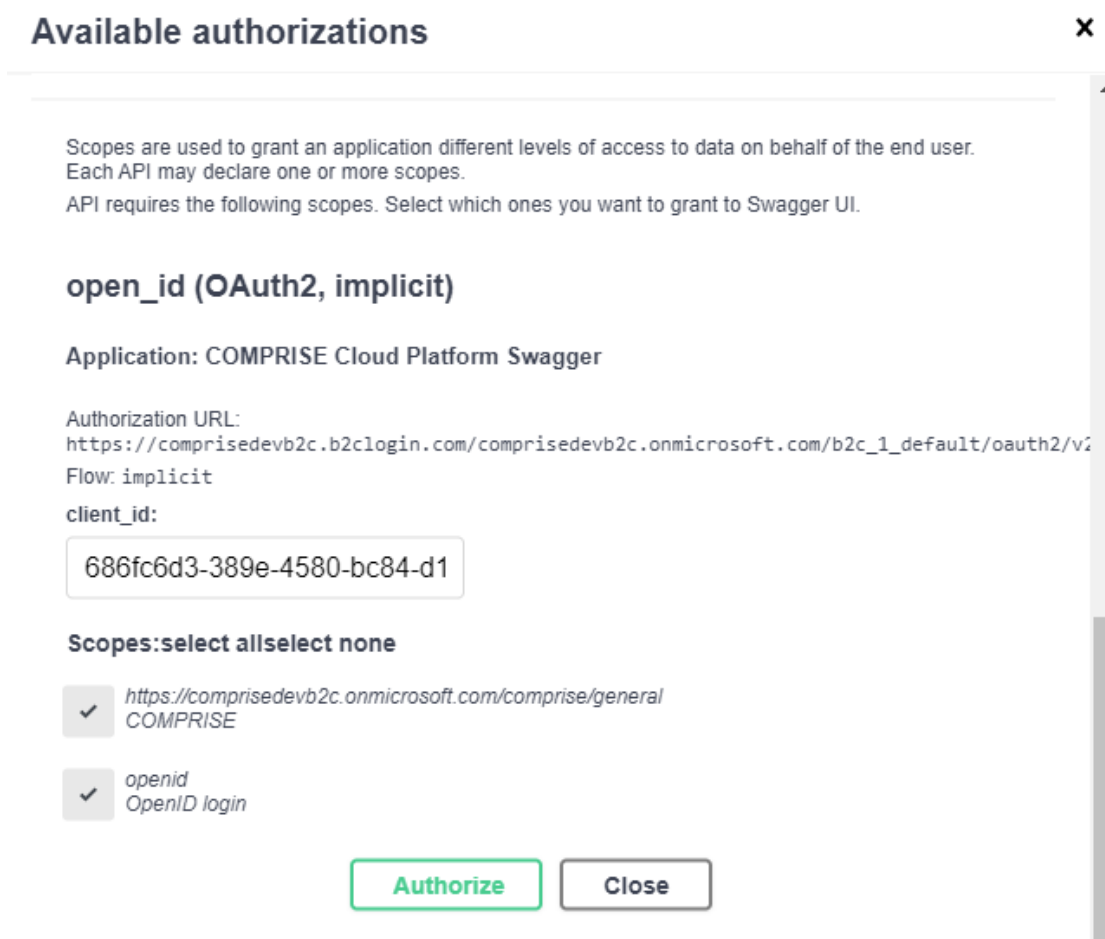 Available authorizations
Scopes are used to grant an application different levels of access to data on behalf of the end user.
Each API may declare one or more scopes.
API requires the following scopes. Select which ones you want to grant to Swagger UI.
open_id (OAuth2, implicit)
Application: COMPRISE Cloud Platform Swagger
Authorization URL:
https://comprisedevb2c.b2clogin.com/comprisedevb2c.onmicrosoft.com/b2c_1_default/oauth2/v2
Flow: implicit
client_id:
686fc6d3-389e-4580-bc84-d1
Scopes:select allselect none
https://comprisedevb2c.onmicrosoft.com/comprise/general
COMPRISE
openid
OpenID login
Authorize Close